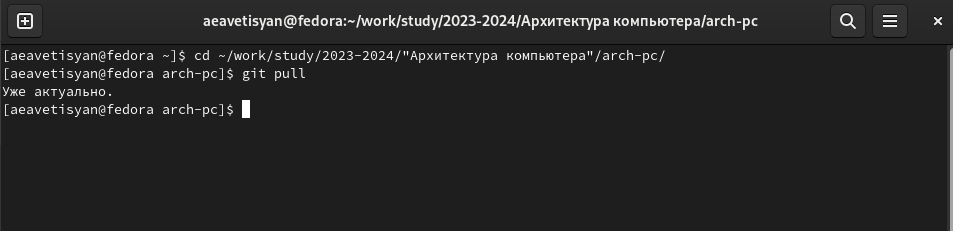 aeavetisyan@fedora:~/work/study/2023-2024/Архитектура компьютера/arch-pc
[aeavetisyan@fedora ~]$ cd ~/work/study/2023-2024/"Архитектура компьютера"/arch-pc/
[aeavetisyan@fedora arch-pc]$ git pull
Уже актуально.
[aeavetisyan@fedora arch-pc]$